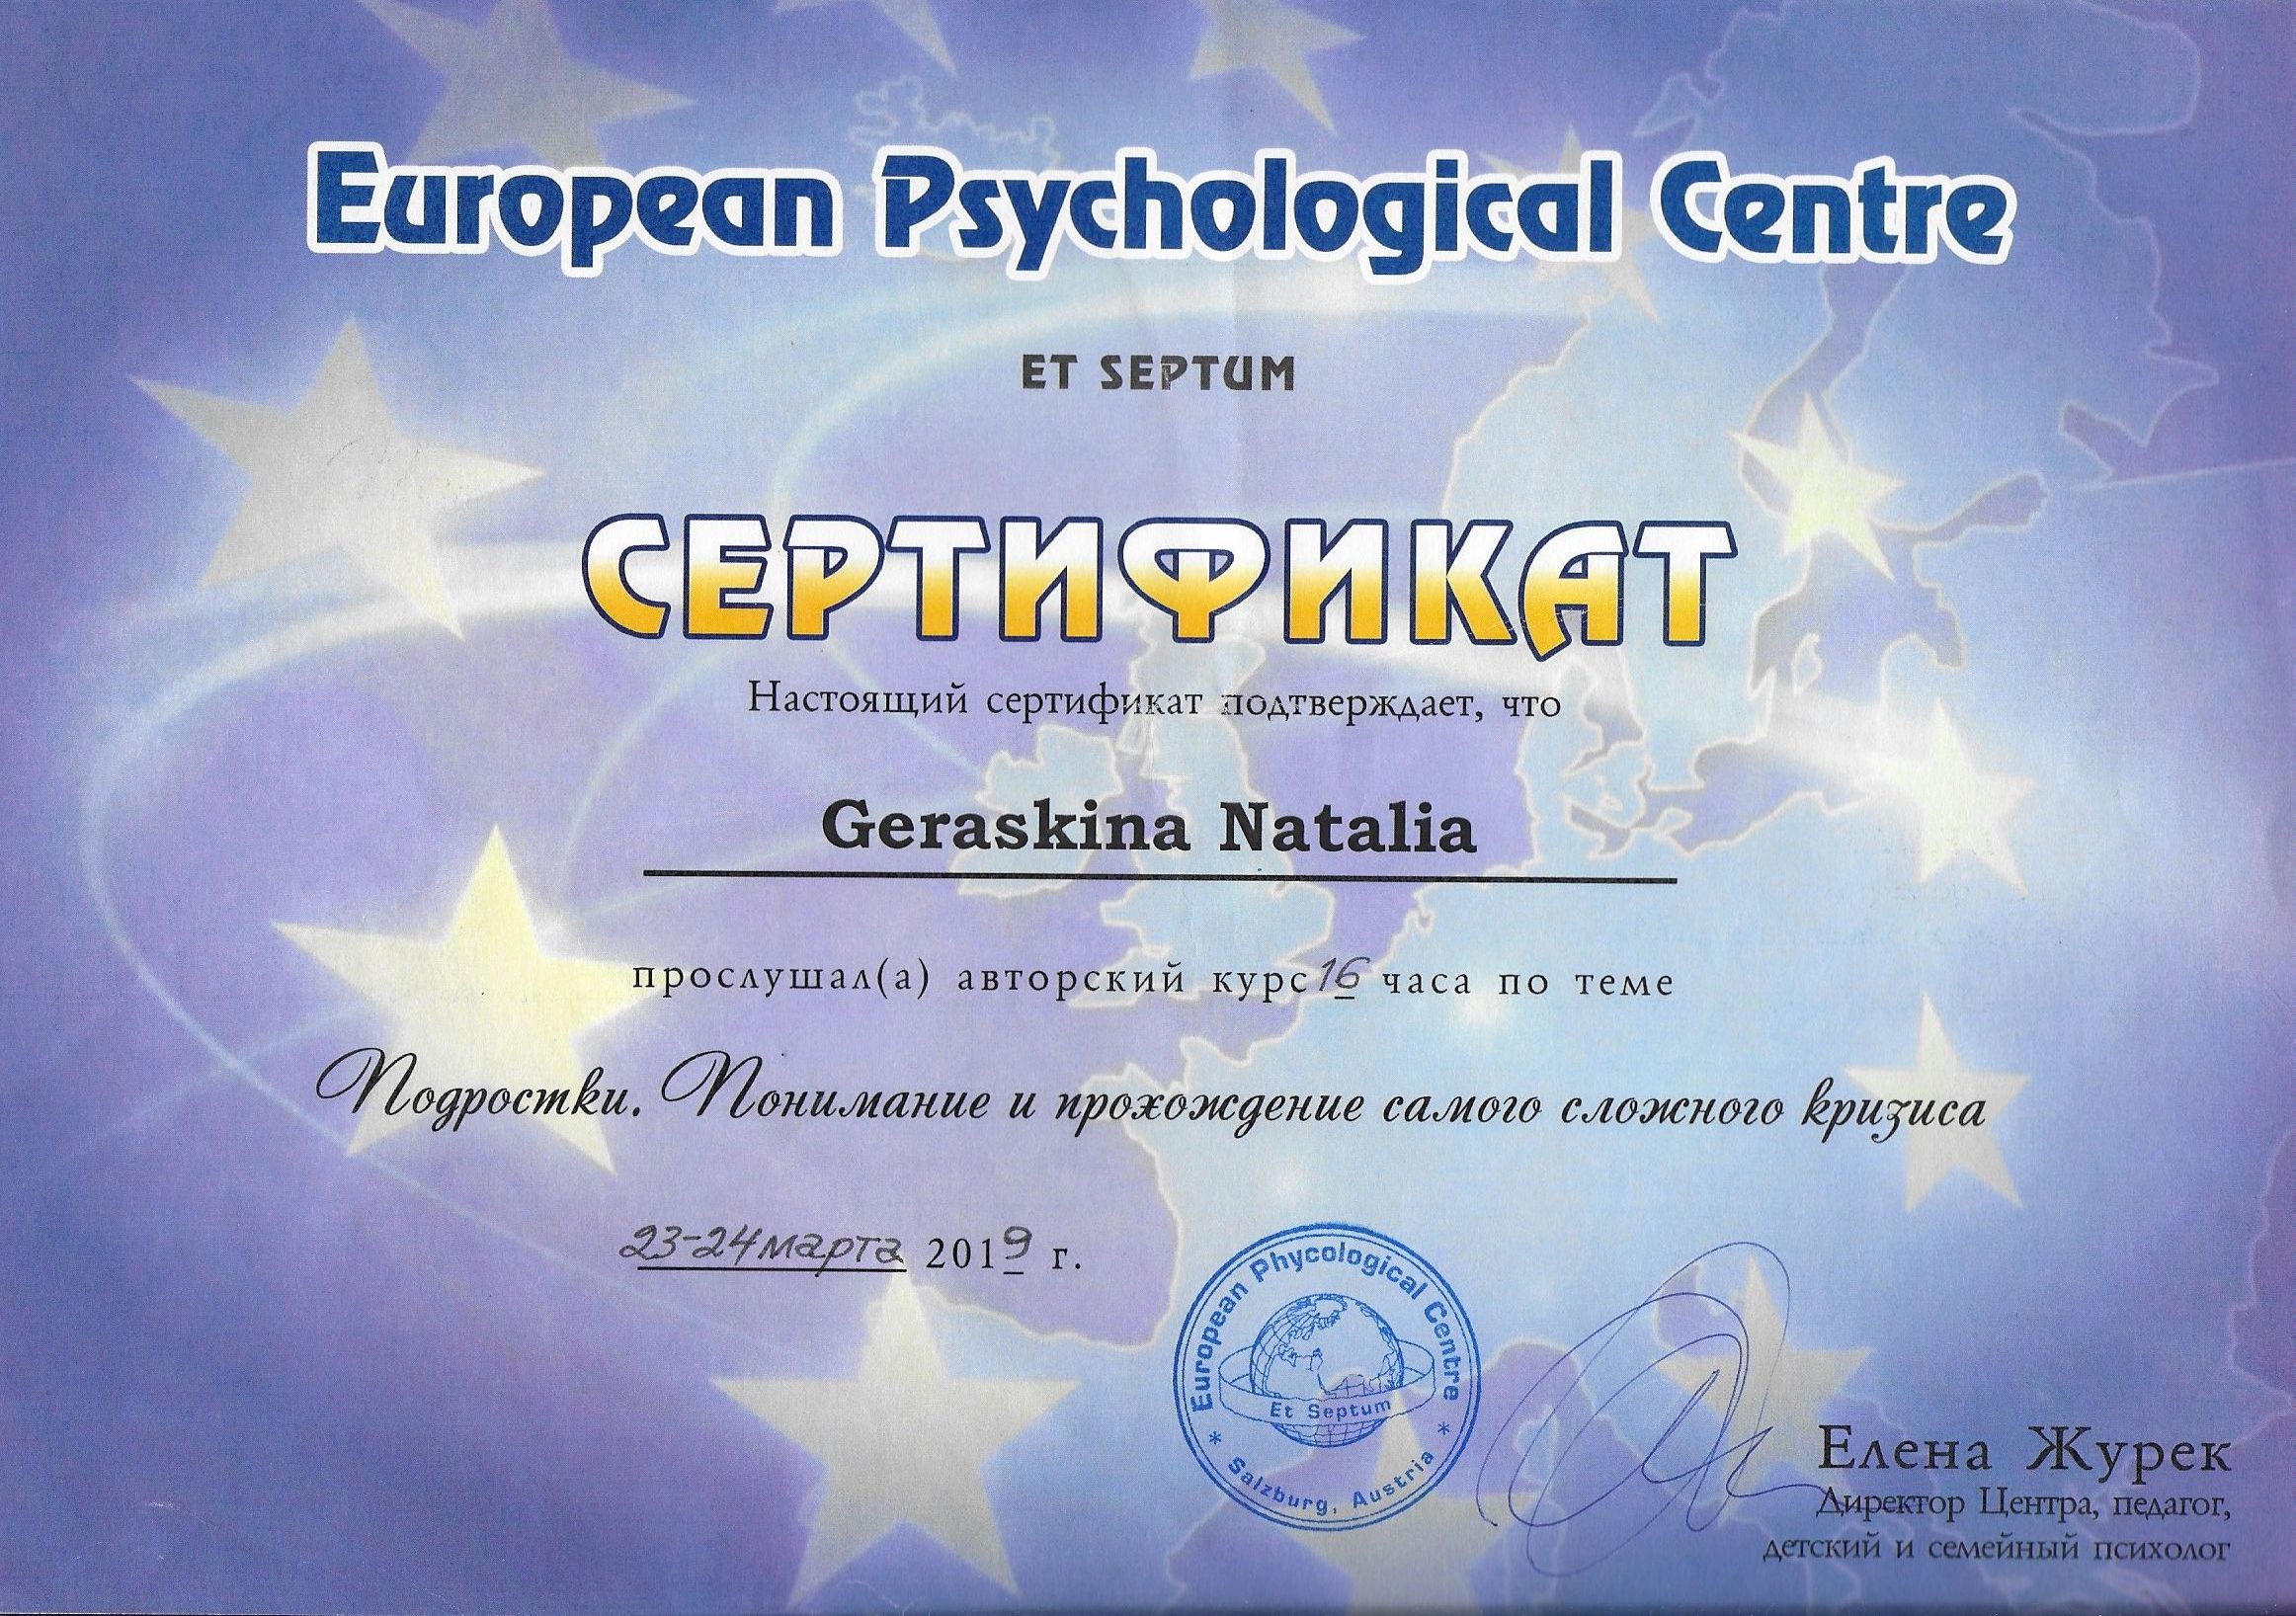 European Psychological Centre
ET SEPTUM
СЕРТИФИКАТ
Настоящий сертификат подтверждает, что
Geraskina Natalia
прослушал(а) авторский курс 16 часа по теме
Подростки. Понимание и прохождение самого сложного кризиса
23-24 марта 2019 г.
European Phycological Centre
Et Septum
* Salzburg, Austria *
Елена Журек
Директор Центра, педагог,
детский и семейный психолог